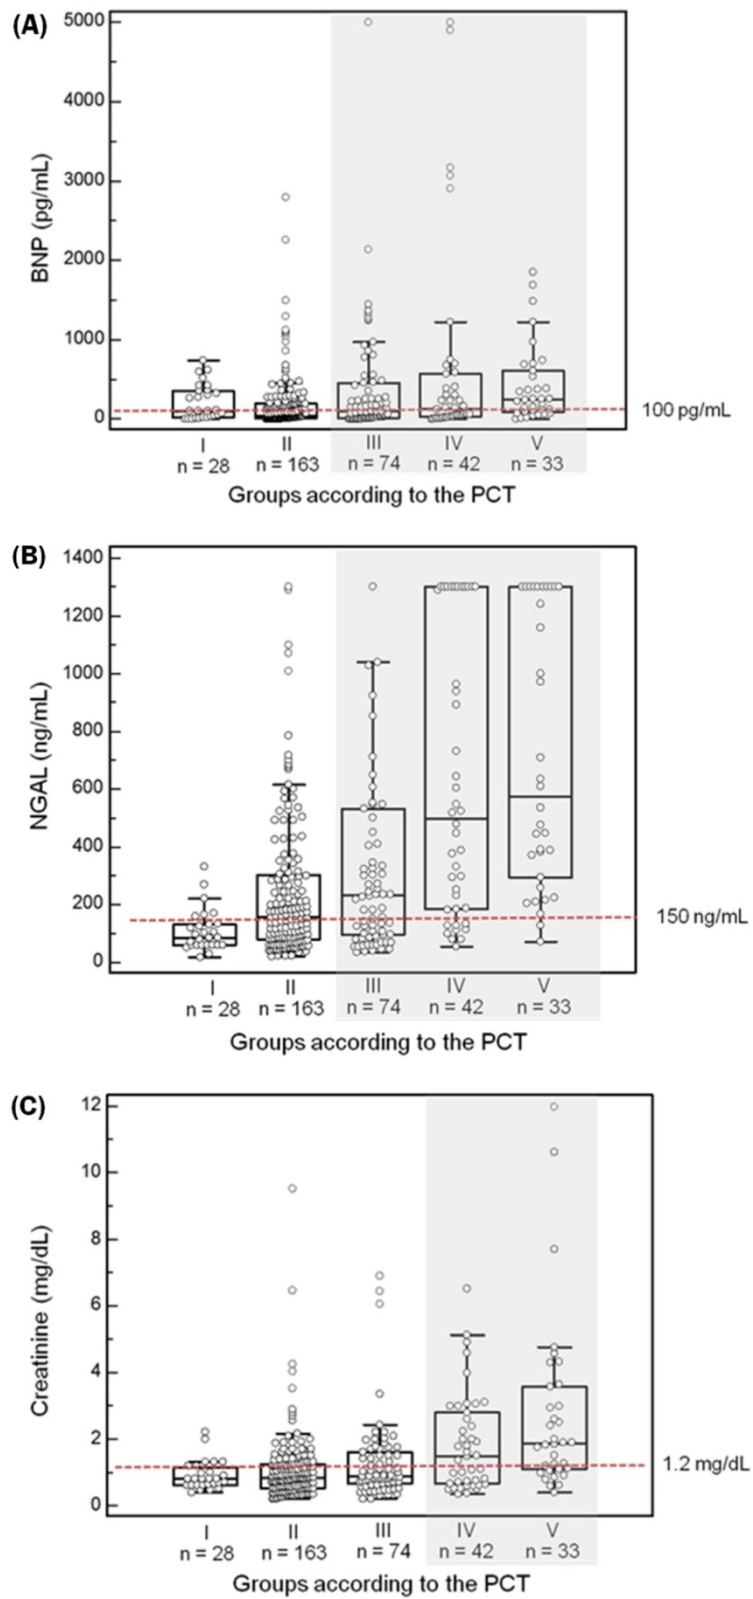 (A)
5000
4000
3000
2000
1000
0
BNP (pg/mL)
100 pg/mL
I II III IV V
n = 28 n = 163 n = 74 n = 42 n = 33
Groups according to the PCT
(B)
1400
1200
1000
800
600
400
200
0
NGAL (ng/mL)
150 ng/mL
I II III IV V
n = 28 n = 163 n = 74 n = 42 n = 33
Groups according to the PCT
(C)
12
10
8
6
4
2
0
Creatinine (mg/dL)
1.2 mg/dL
I II III IV V
n = 28 n = 163 n = 74 n = 42 n = 33
Groups according to the PCT